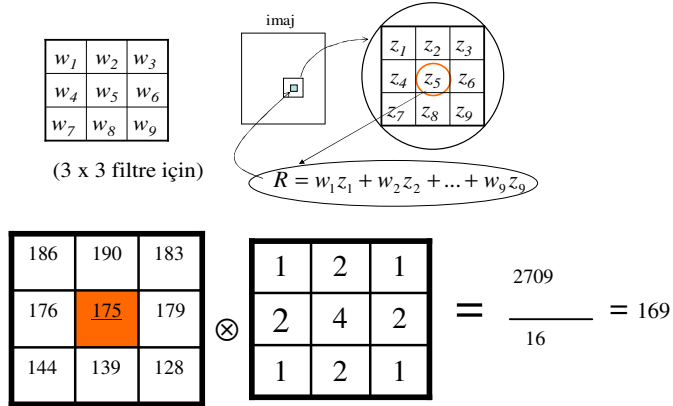 imaj
w1 w2 w3
w4 w5 w6
w7 w8 w9
(3 x 3 filtre için)
z1 z2 z3
z4 z5 z6
z7 z8 z9
R = w1z1 + w2z2 + ... + w9z9
186 190 183
176 175 179
144 139 128
⊗
1 2 1
2 4 2
1 2 1
=
2709
16
= 169